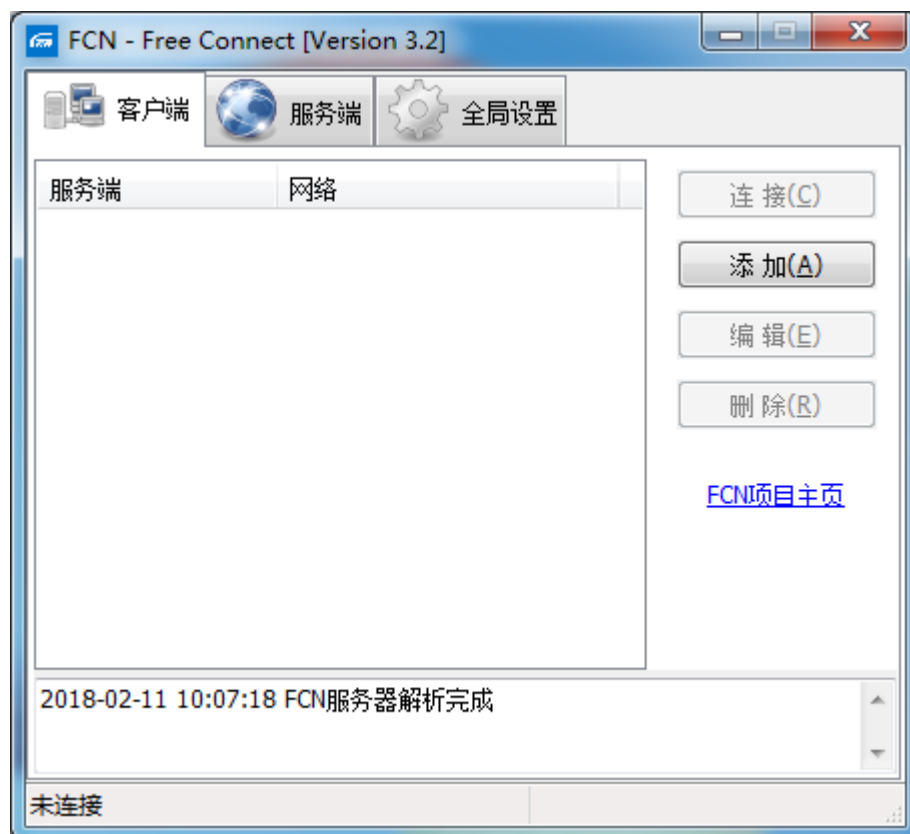 FCN - Free Connect [Version 3.2]
客户端 服务端 全局设置
服务端 网络
连 接(C)
添 加(A)
编 辑(E)
删 除(R)
FCN项目主页
2018-02-11 10:07:18 FCN服务器解析完成
未连接